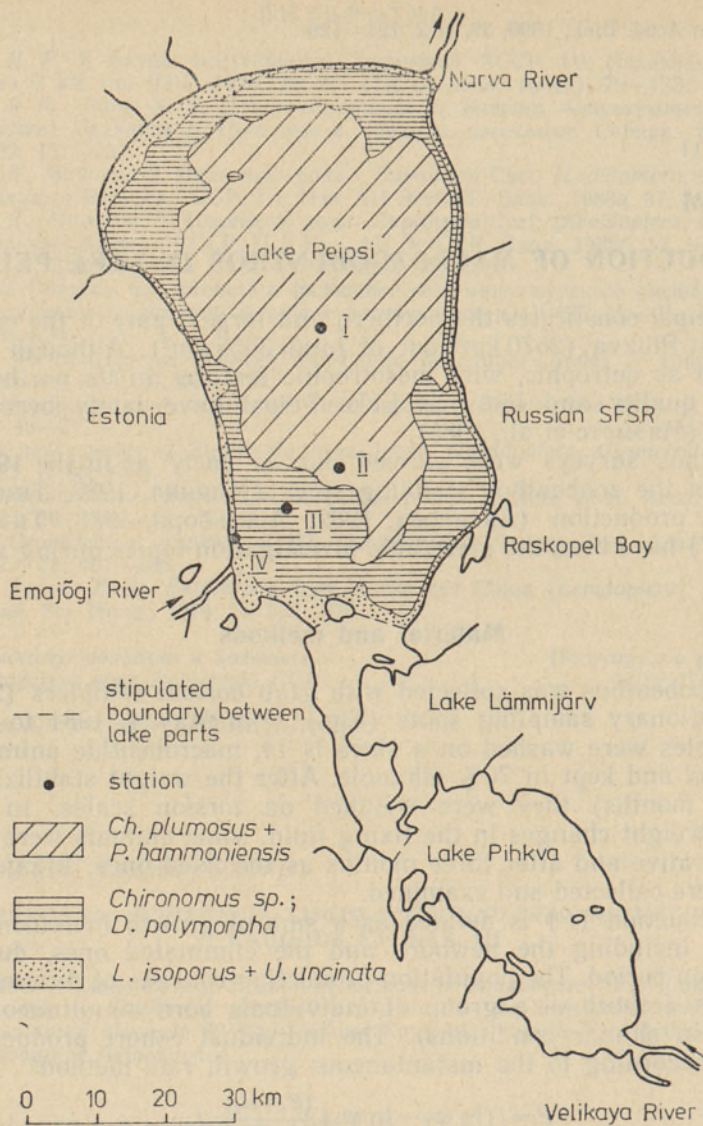 Narva River
Lake Peipsi
I
Estonia
Russian SFSR
II
III
Raskopel Bay
IV
Emajõgi River
stipulated
boundary between
lake parts
Lake Lämmijärv
station
Ch. plumosus +
P. hammoniensis
Lake Pihkva
Chironomus sp.;
D. polymorpha
L. isoporus + U. uncinata
0 10 20 30 km
Velikaya River